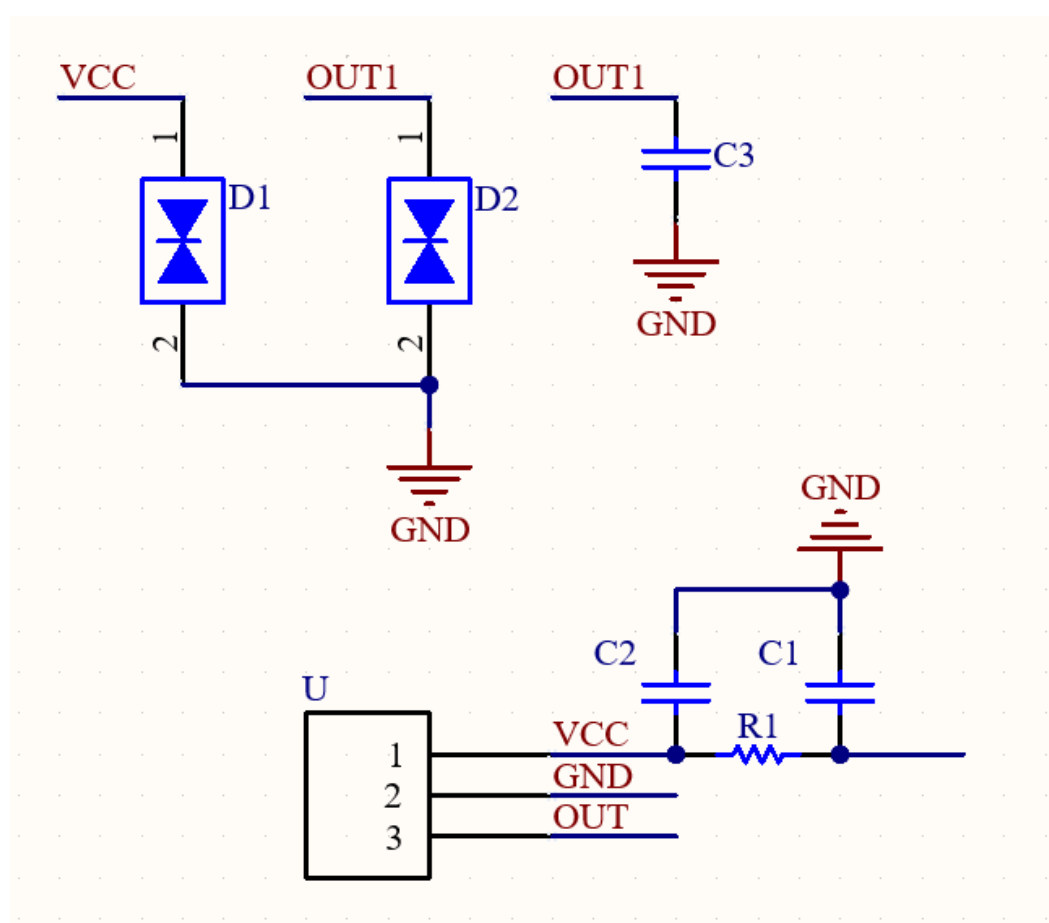 VCC
OUT1
OUT1
1
1
C3
D1
D2
GND
2
2
GND
GND
C2
C1
U
R1
VCC
1
GND
2
OUT
3